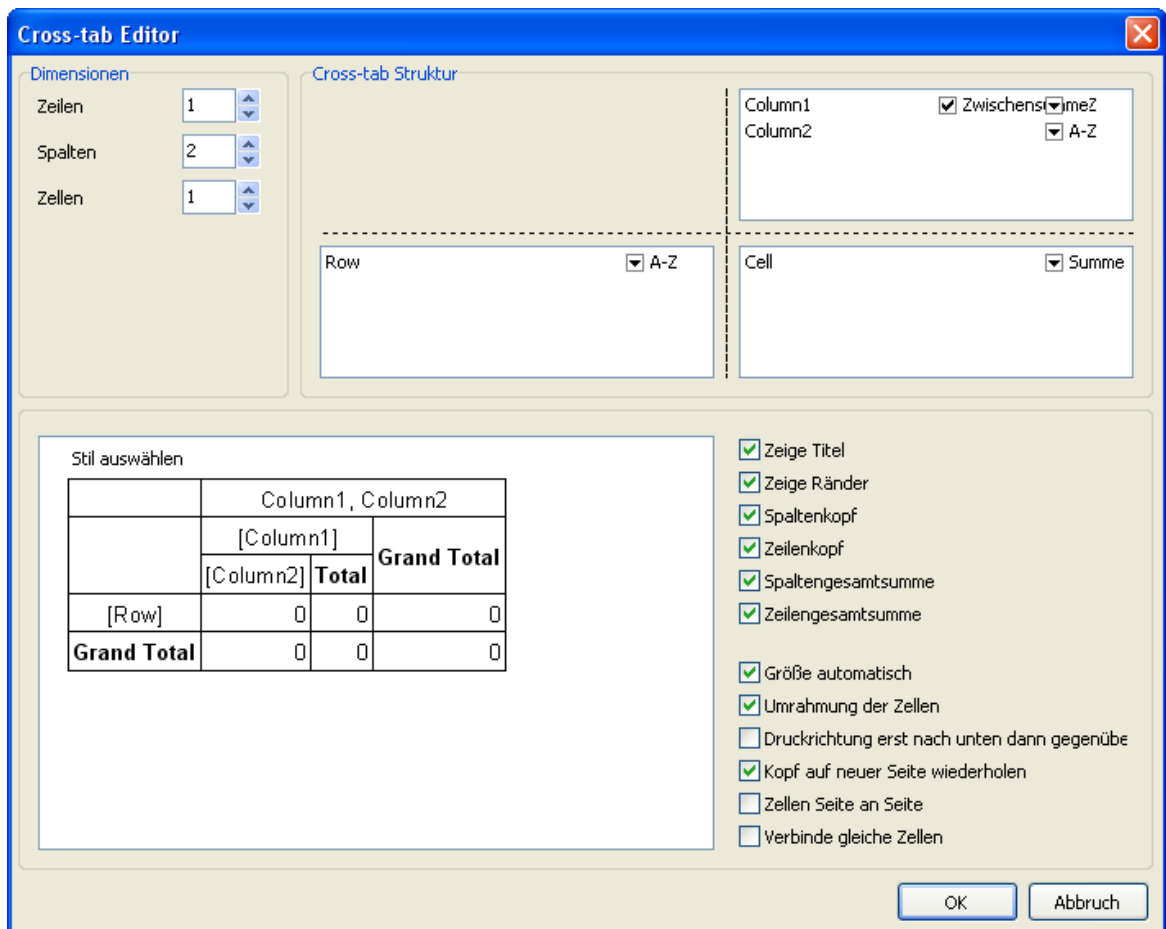 Cross-tab Editor
Dimensionen
Cross-tab Struktur
Zeilen 1
Spalten 2
Zellen 1
Column1 ZwischensumeZ
Column2 A-Z
Row A-Z
Cell Summe
Stil auswählen
Column1, Column2
[Column1]
Grand Total
[Column2] Total
[Row] 0 0 0
Grand Total 0 0 0
Zeige Titel
Zeige Ränder
Spaltenkopf
Zeilenkopf
Spaltengesamtsumme
Zeilengesamtsumme
Größe automatisch
Umrahmung der Zellen
Druckrichtung erst nach unten dann gegenübe
Kopf auf neuer Seite wiederholen
Zellen Seite an Seite
Verbinde gleiche Zellen
OK
Abbruch